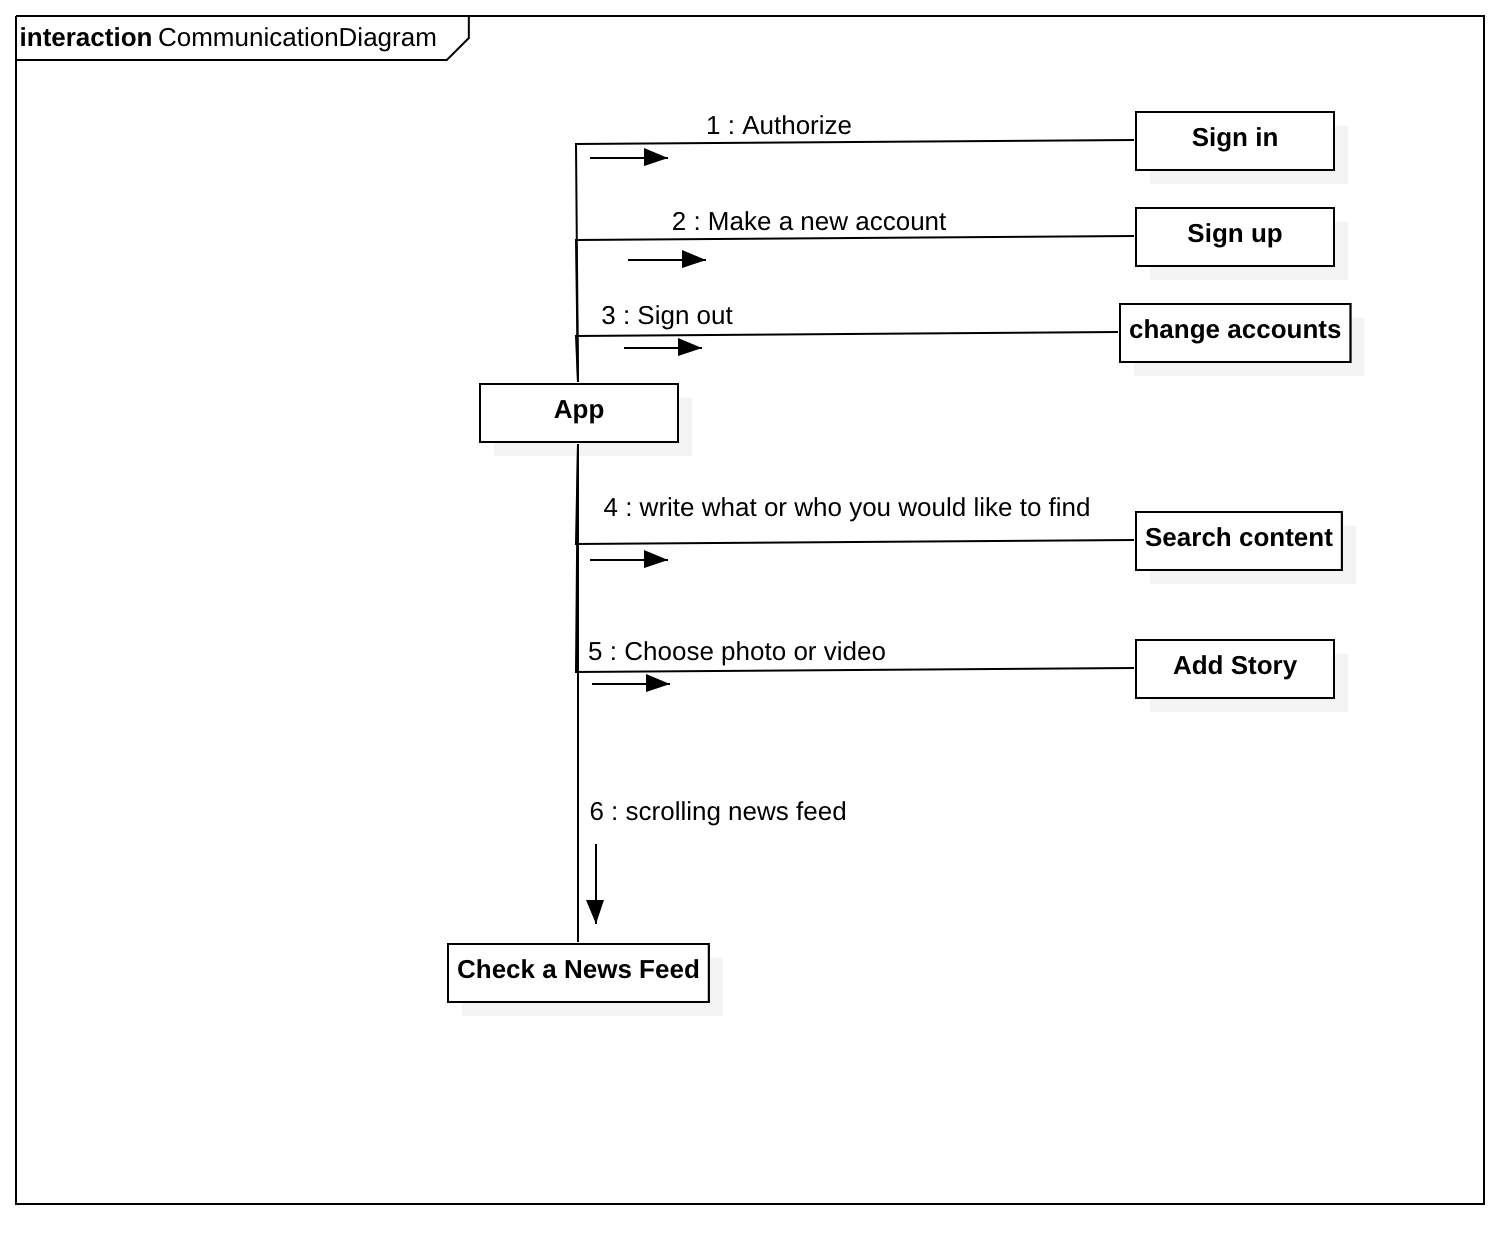 interaction CommunicationDiagram
1 : Authorize
Sign in
2 : Make a new account
Sign up
3 : Sign out
change accounts
App
4 : write what or who you would like to find
Search content
5 : Choose photo or video
Add Story
6 : scrolling news feed
Check a News Feed